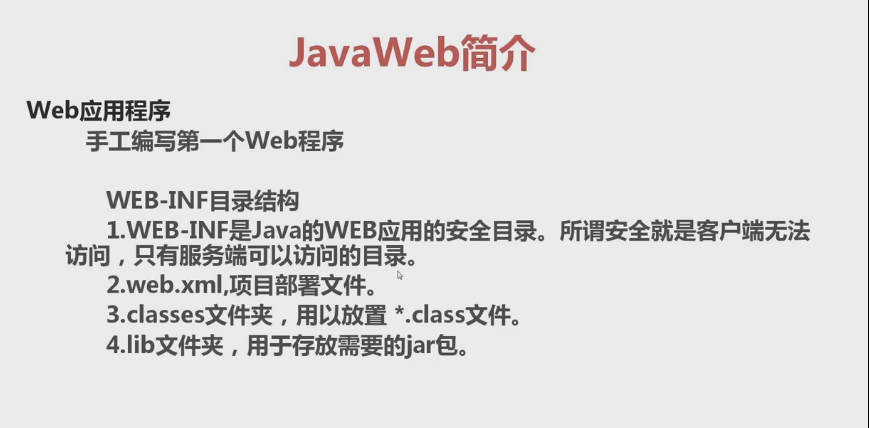 JavaWeb简介
Web应用程序
手工编写第一个Web程序
WEB-INF目录结构
1.WEB-INF是Java的WEB应用的安全目录。所谓安全就是客户端无法
访问，只有服务端可以访问的目录。
2.web.xml,项目部署文件。
3.classes文件夹，用以放置 *.class文件。
4.lib文件夹，用于存放需要的jar包。